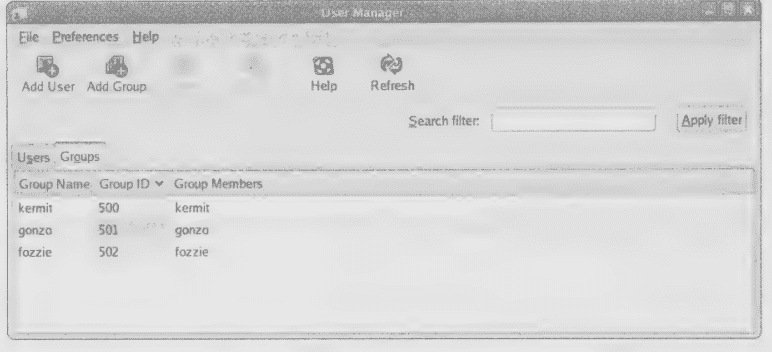 User Manager
File Preferences Help
Add User Add Group Help Refresh
Search filter: Apply filter
Users Groups
Group Name Group ID Group Members
kermit 500 kermit
gonzo 501 gonzo
fozzie 502 fozzie